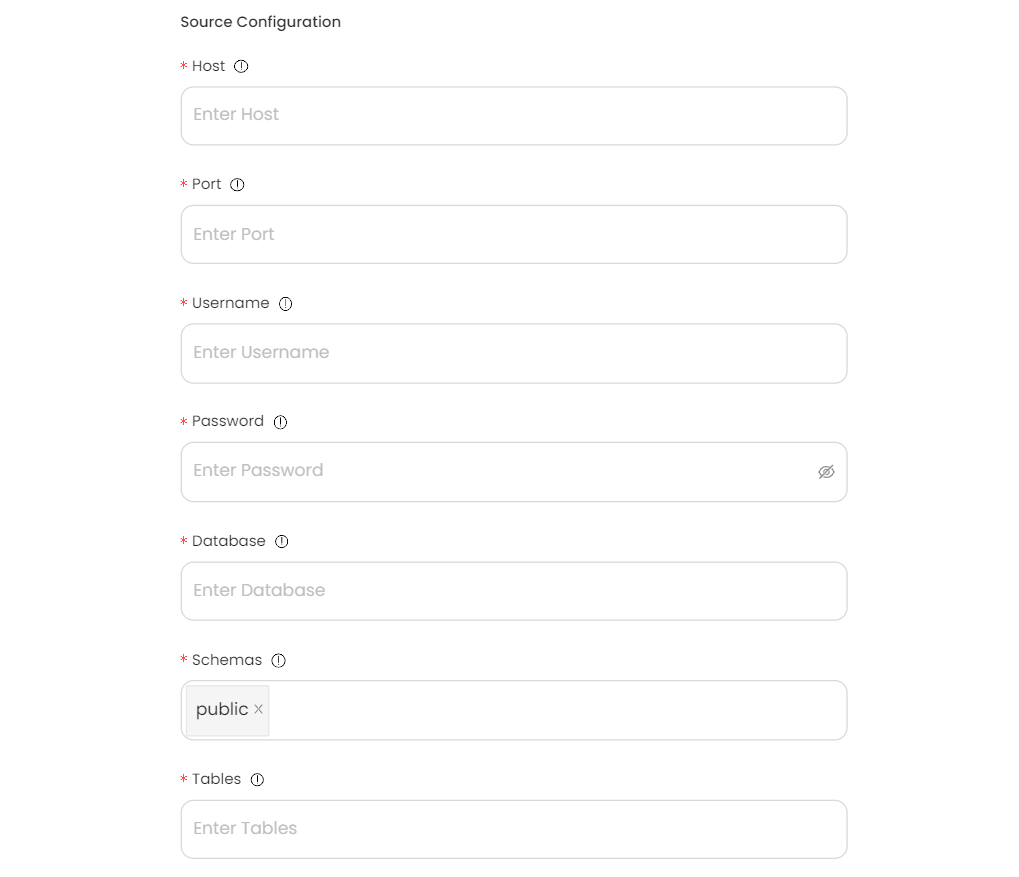 Source Configuration
* Host
Enter Host
* Port
Enter Port
* Username
Enter Username
* Password
Enter Password
* Database
Enter Database
* Schemas
public
* Tables
Enter Tables